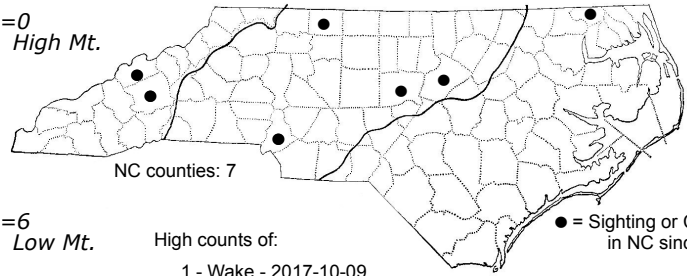 =0
High Mt.
NC counties: 7
=6
Low Mt.
High counts of:
1 - Wake - 2017-10-09
● = Sighting or
in NC